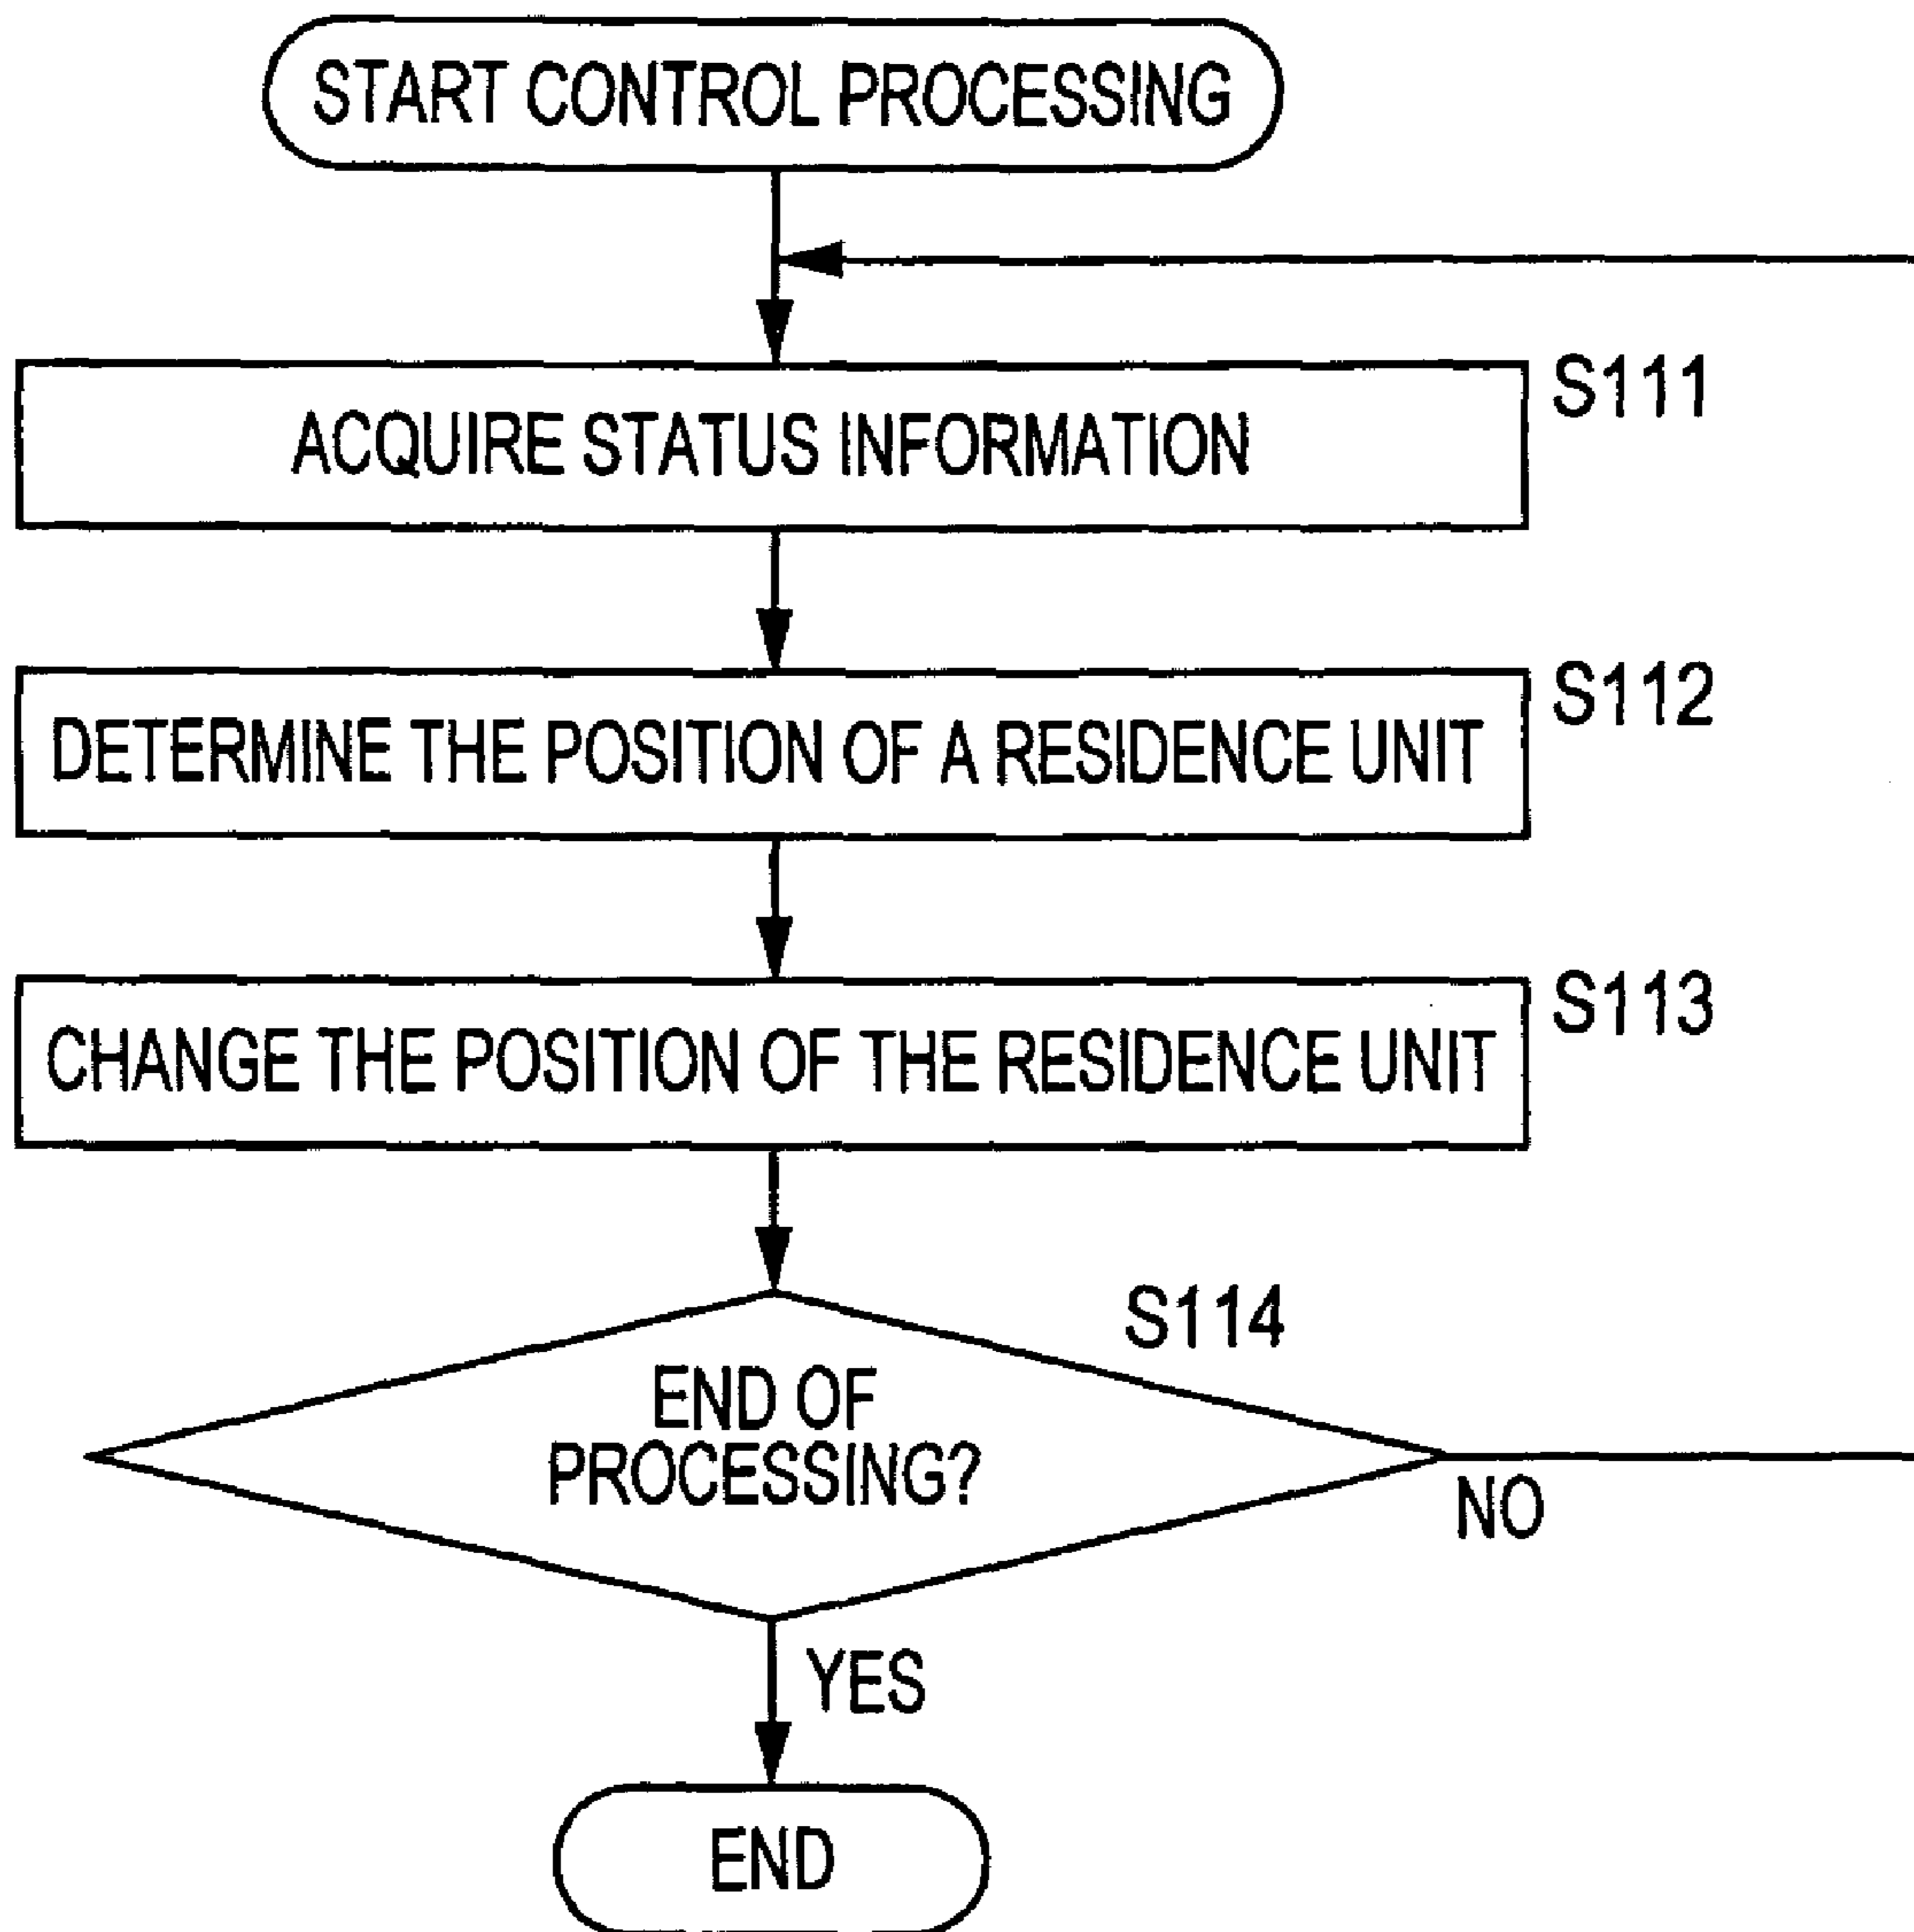 START CONTROL PROCESSING
ACQUIRE STATUS INFORMATION
S111
DETERMINE THE POSITION OF A RESIDENCE UNIT
S112
CHANGE THE POSITION OF THE RESIDENCE UNIT
S113
S114
END OF
PROCESSING?
NO
YES
END